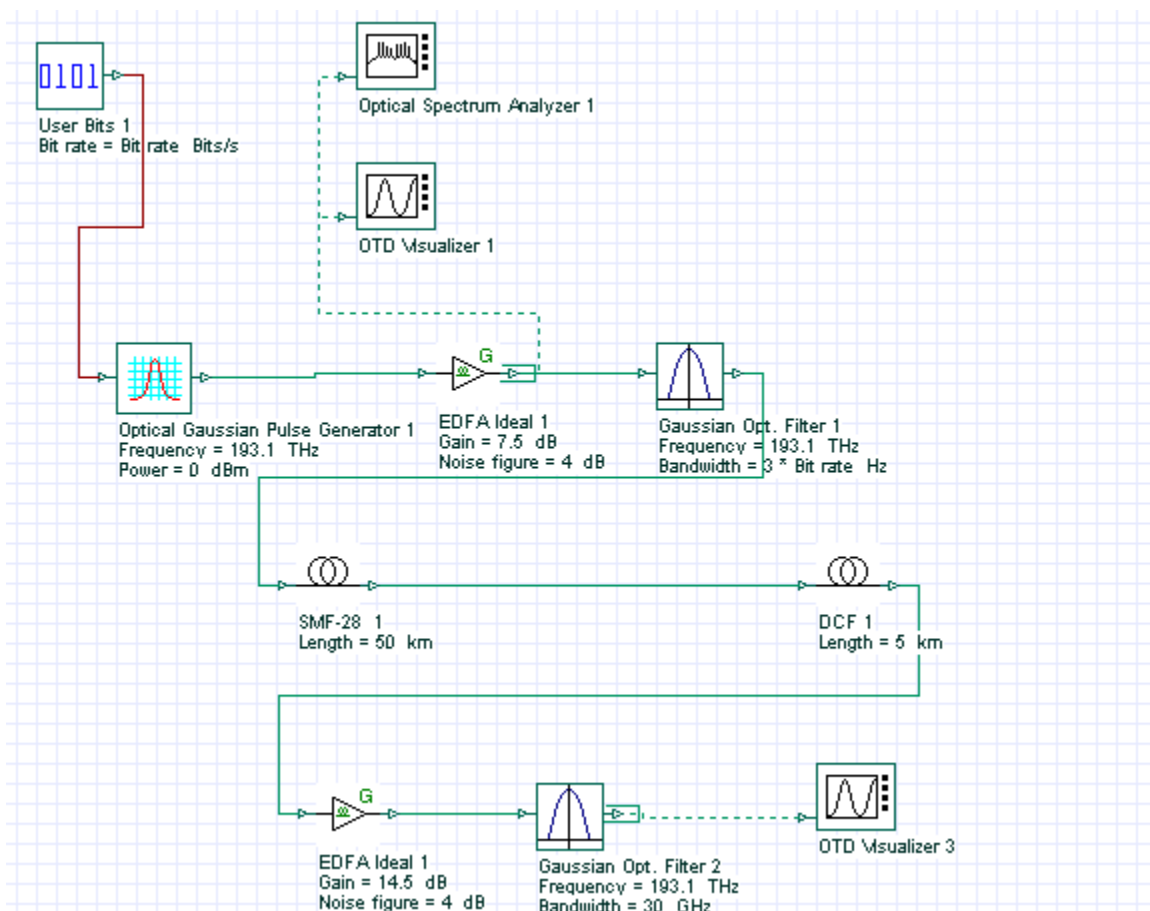 0101
Optical Spectrum Analyzer 1
User Bits 1
Bit rate = Bit rate  Bits/s
OTD Visualizer 1
G
Optical Gaussian Pulse Generator 1
Frequency = 193.1  THz
Power = 0  dBm
EDFA Ideal 1
Gain = 7.5  dB
Noise figure = 4  dB
Gaussian Opt. Filter 1
Frequency = 193.1  THz
Bandwidth = 3 * Bit rate  Hz
SMF-28  1
Length = 50  km
DCF 1
Length = 5  km
G
EDFA Ideal 1
Gain = 14.5  dB
Noise figure = 4  dB
Gaussian Opt. Filter 2
Frequency = 193.1  THz
Bandwidth = 30  GHz
OTD Visualizer 3